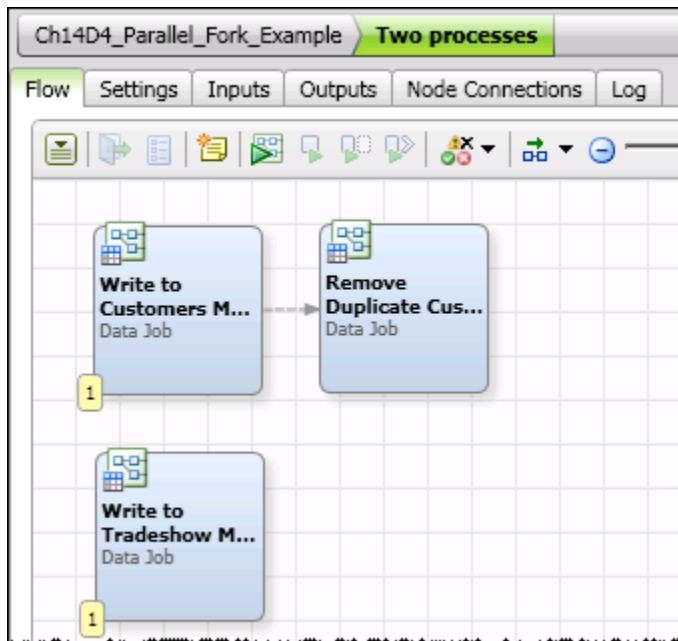 Ch14D4_Parallel_Fork_Example Two processes
Flow Settings Inputs Outputs Node Connections Log
Write to
Customers M...
Data Job
1
Remove
Duplicate Cus...
Data Job
Write to
Tradeshow M...
Data Job
1